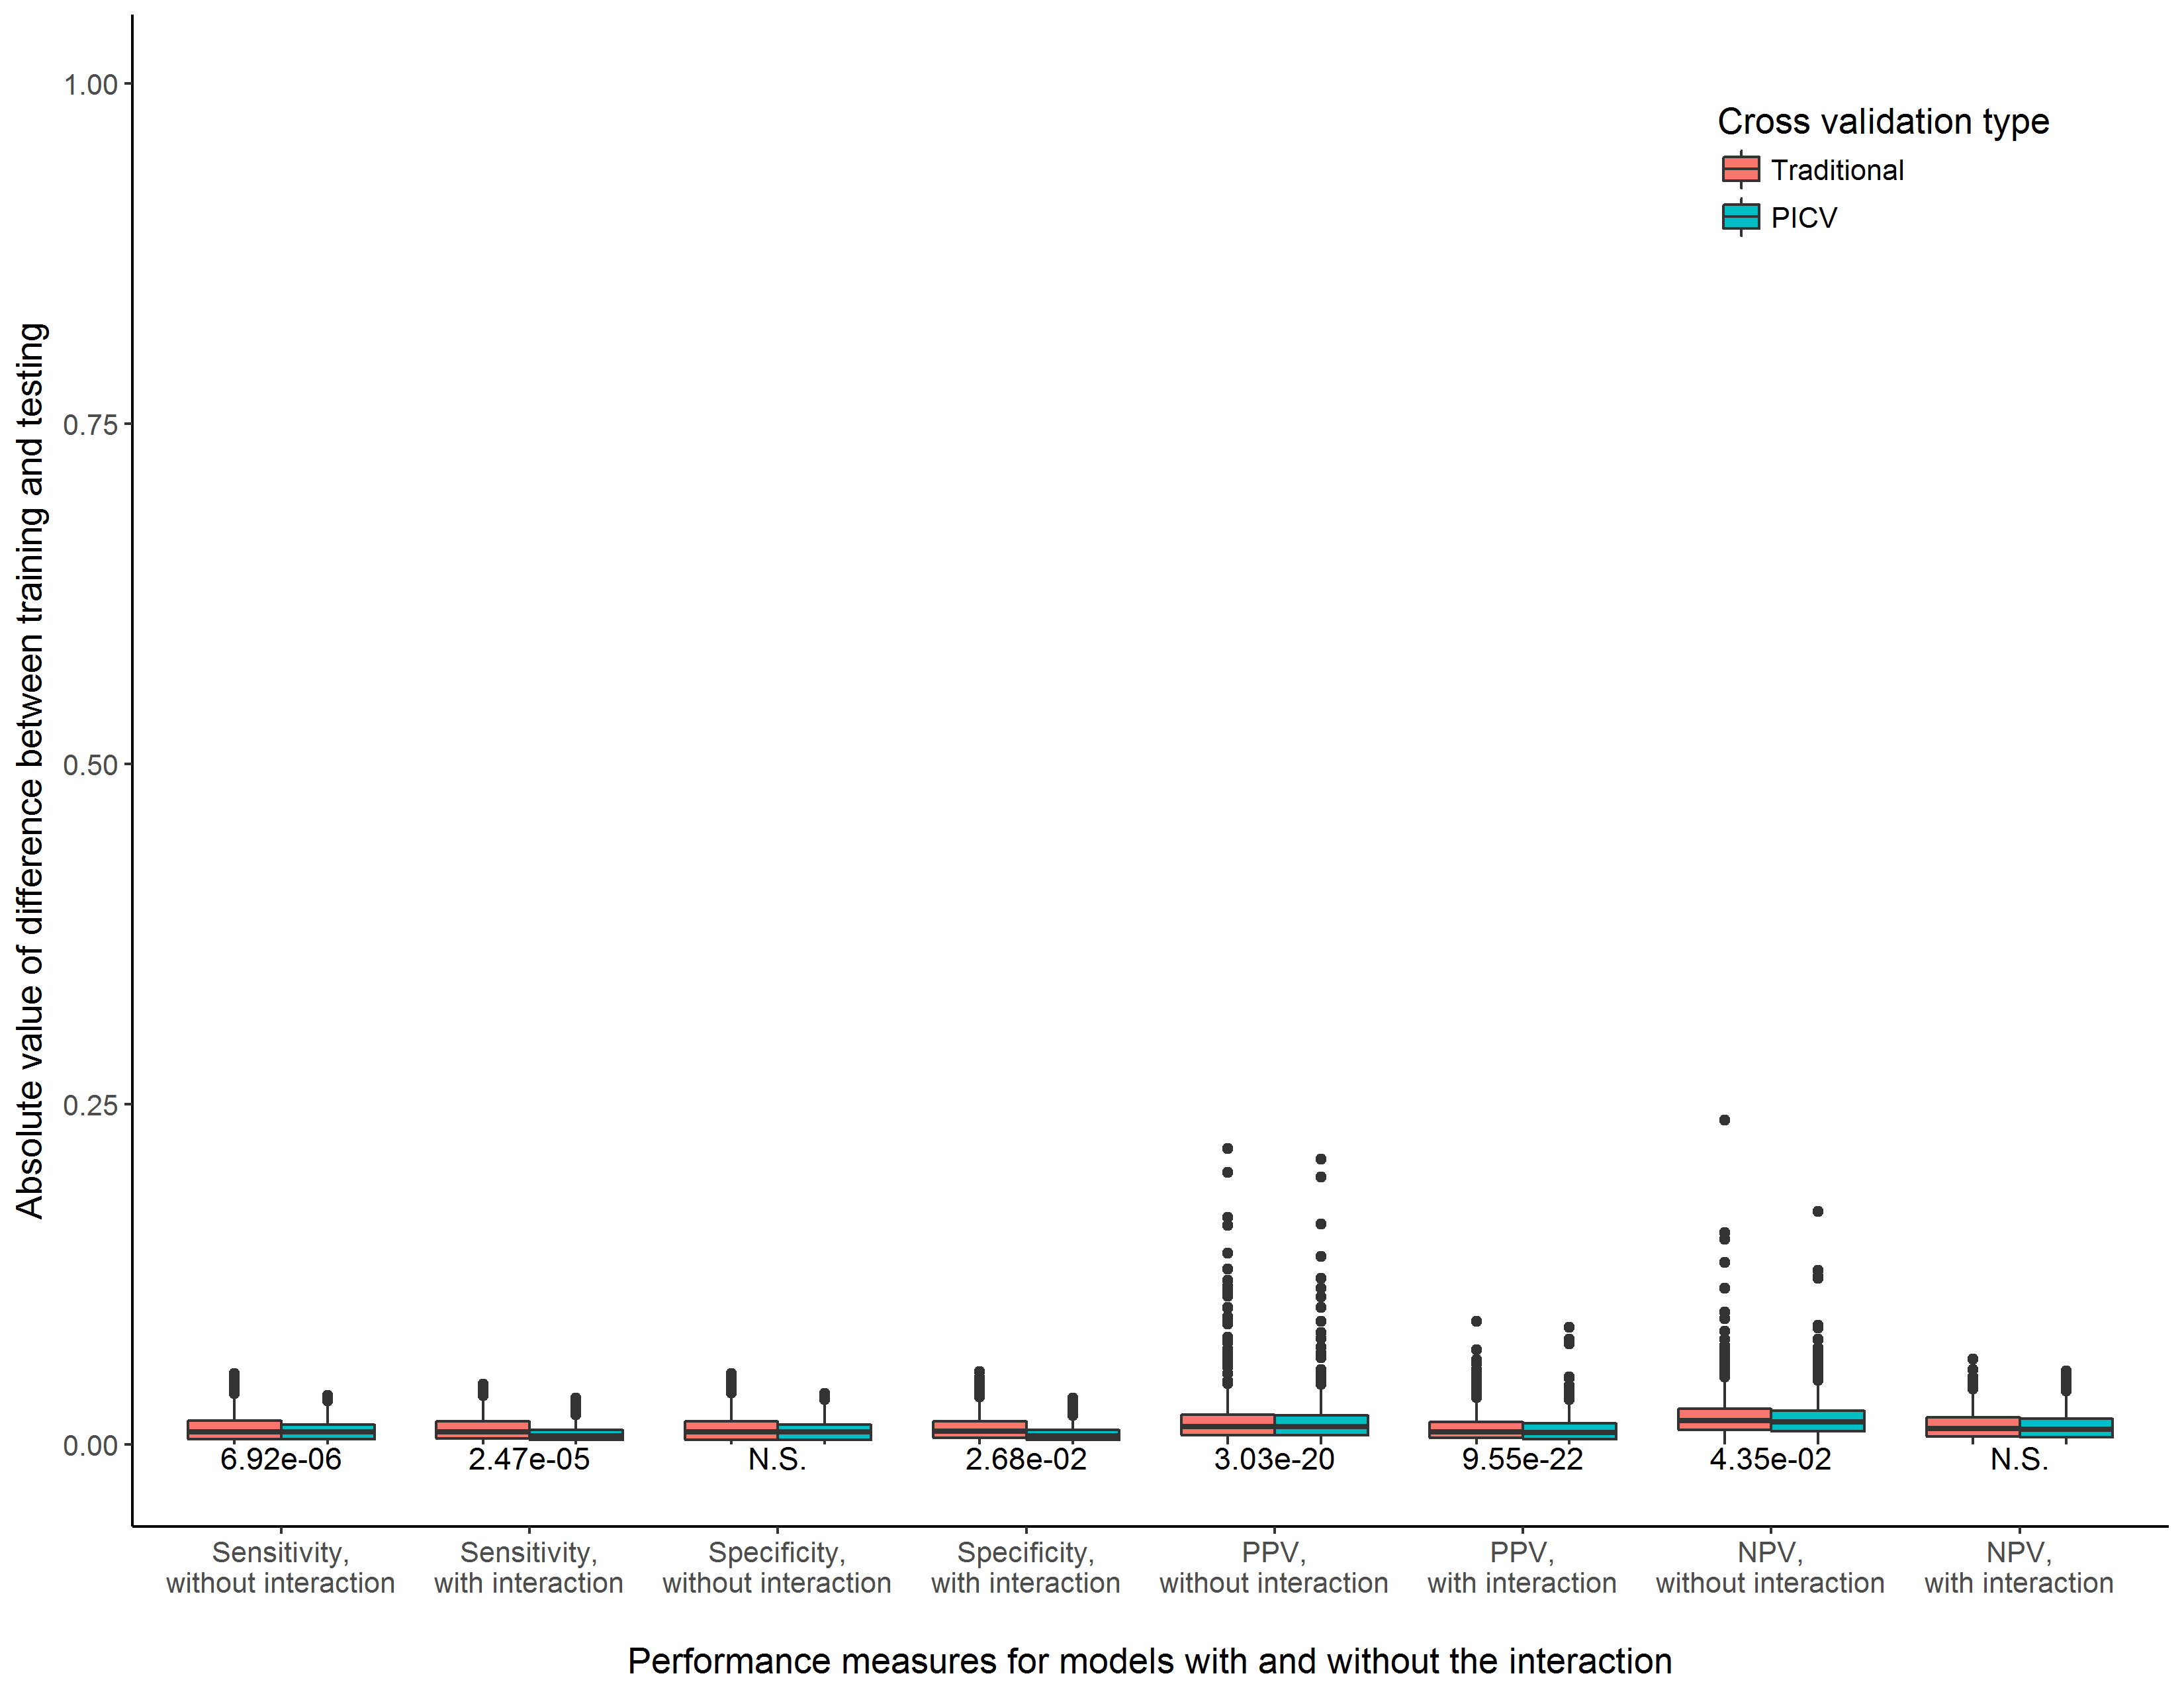 1.00
0.75
0.50
0.25
0.00
Absolute value of difference between training and testing
Cross validation type
Traditional
PICV
6.92e-06
2.47e-05
N.S.
2.68e-02
3.03e-20
9.55e-22
4.35e-02
N.S.
Sensitivity,
without interaction
Sensitivity,
with interaction
Specificity,
without interaction
Specificity,
with interaction
PPV,
without interaction
PPV,
with interaction
NPV,
without interaction
NPV,
with interaction
Performance measures for models with and without the interaction